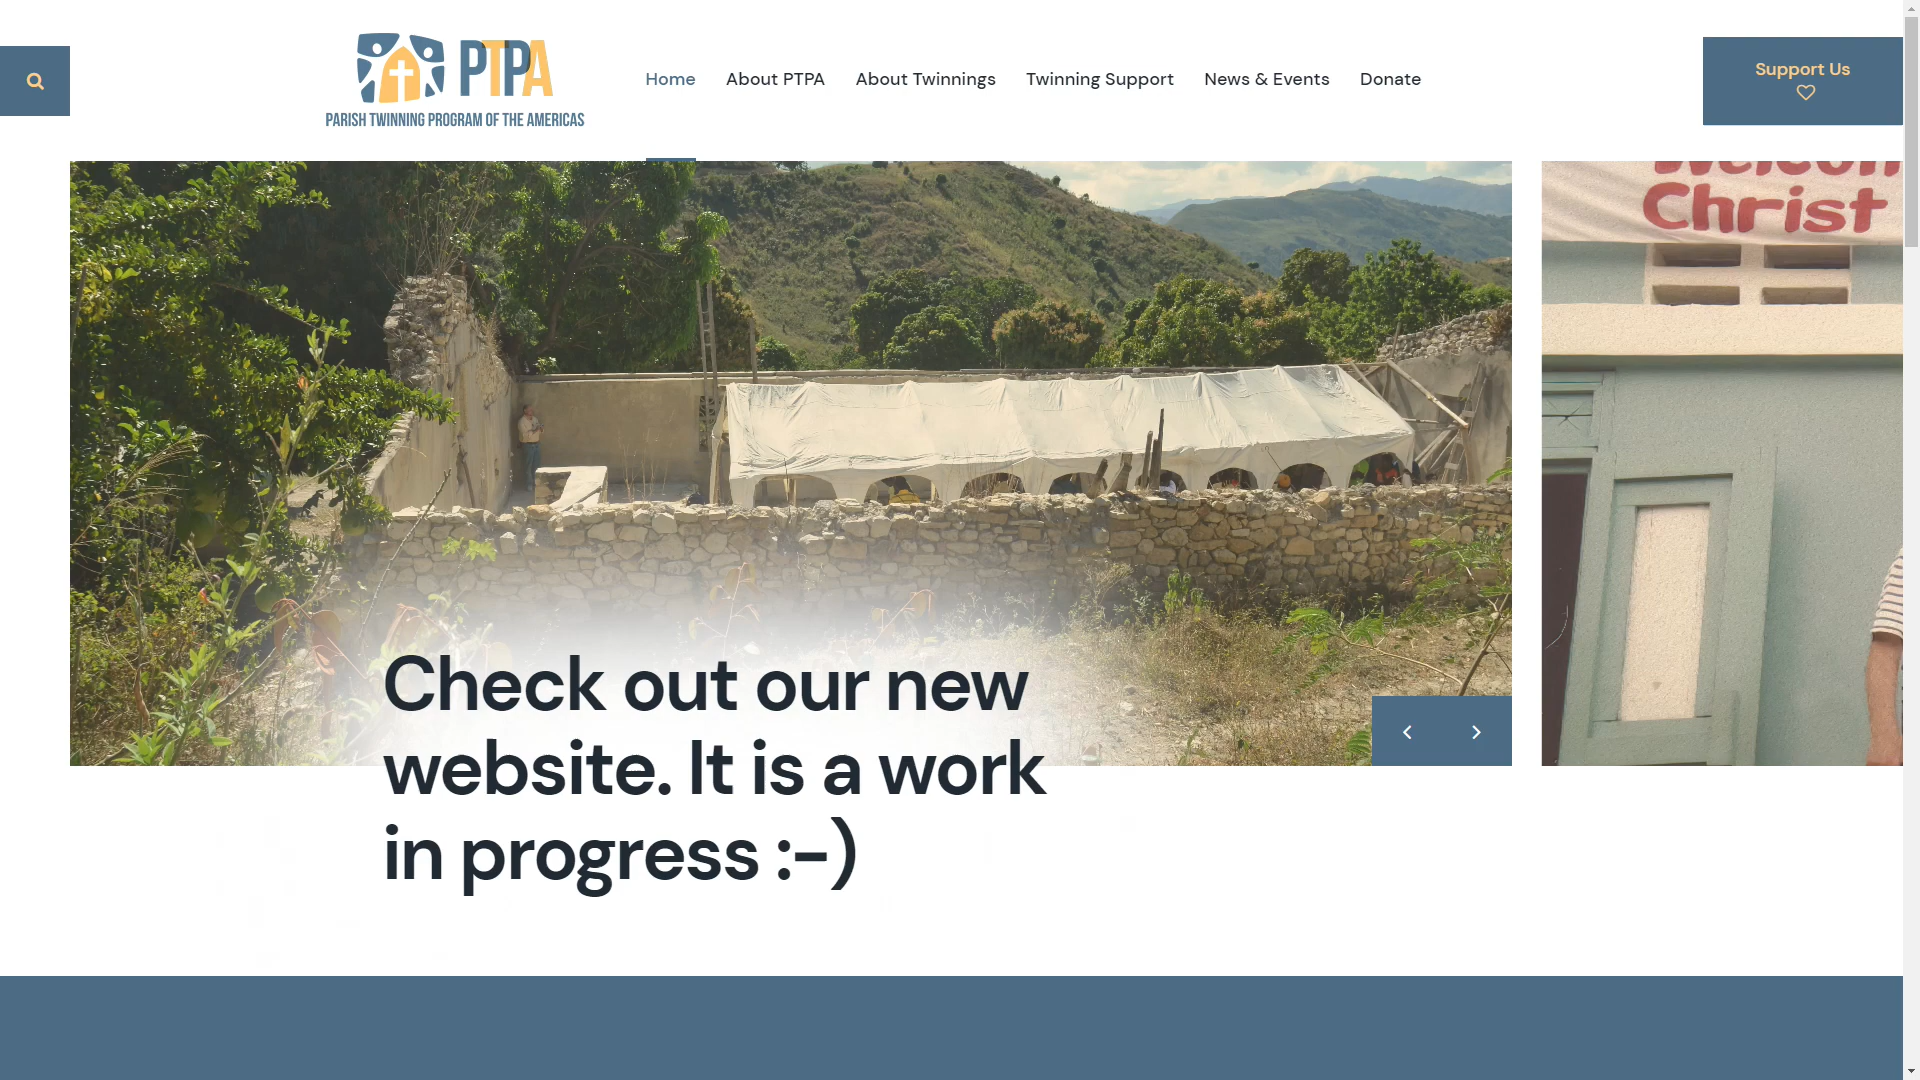 PTPA
PARISH TWINNING PROGRAM OF THE AMERICAS
Home
About PTPA
About Twinnings
Twinning Support
News & Events
Donate
Support Us
Christ
Check out our new
website. It is a work
in progress :-)